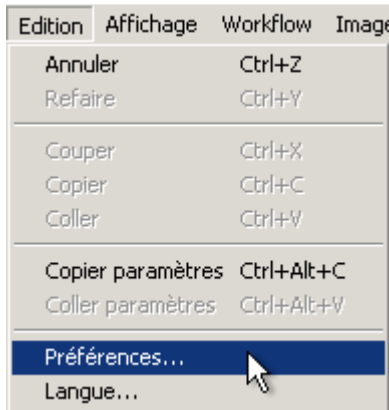 Edition Affichage Workflow Image
Annuler Ctrl+Z
Refaire Ctrl+Y
Couper Ctrl+X
Copier Ctrl+C
Coller Ctrl+V
Copier paramètres Ctrl+Alt+C
Coller paramètres Ctrl+Alt+V
Préférences...
Langue...